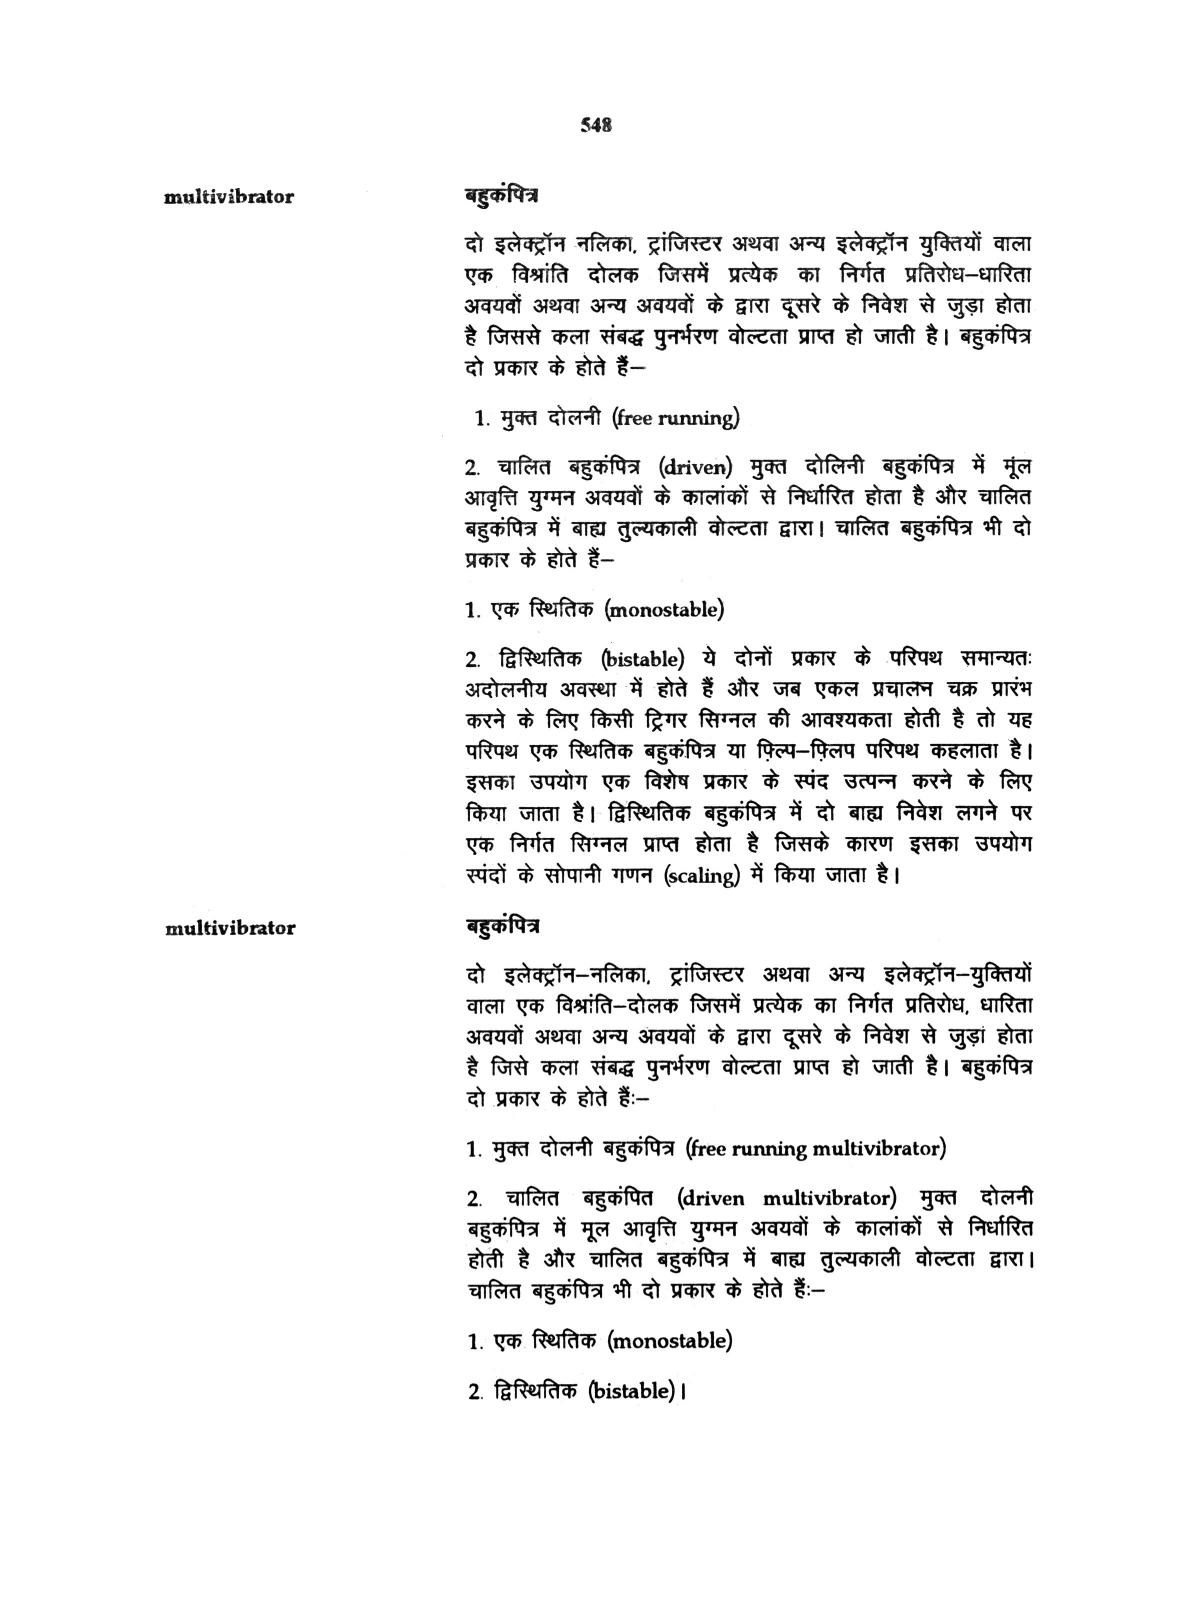 548
multivibrator
बहुकंपित्र
दो इलेक्ट्रॉन नलिका, ट्रांजिस्टर अथवा अन्य इलेक्ट्रॉन युक्तियों वाला
एक विश्रांति दोलक जिसमें प्रत्येक का निर्गत प्रतिरोध–धारिता
अवयवों अथवा अन्य अवयवों के द्वारा दूसरे के निवेश से जुड़ा होता
है जिससे कला संबद्ध पुनर्भरण वोल्टता प्राप्त हो जाती है। बहुकंपित्र
दो प्रकार के होते हैं–
1. मुक्त दोलनी (free running)
2. चालित बहुकंपित्र (driven) मुक्त दोलिनी बहुकंपित्र में मूंल
आवृत्ति युग्मन अवयवों के कालांकों से निर्धारित होता है और चालित
बहुकंपित्र में बाह्य तुल्यकाली वोल्टता द्वारा। चालित बहुकंपित्र भी दो
प्रकार के होते हैं–
1. एक स्थितिक (monostable)
2. द्विस्थितिक (bistable) ये दोनों प्रकार के परिपथ समान्यतः
अदोलनीय अवस्था में होते हैं और जब एकल प्रचालन चक्र प्रारंभ
करने के लिए किसी ट्रिगर सिग्नल की आवश्यकता होती है तो यह
परिपथ एक स्थितिक बहुकंपित्र या फ़िल्प–फ़्लिप परिपथ कहलाता है।
इसका उपयोग एक विशेष प्रकार के स्पंद उत्पन्न करने के लिए
किया जाता है। द्विस्थितिक बहुकंपित्र में दो बाह्य निवेश लगने पर
एक निर्गत सिग्नल प्राप्त होता है जिसके कारण इसका उपयोग
स्पंदों के सोपानी गणन (scaling) में किया जाता है।
multivibrator
बहुकंपित्र
दो इलेक्ट्रॉन–नलिका, ट्रांजिस्टर अथवा अन्य इलेक्ट्रॉन–युक्तियों
वाला एक विश्रांति–दोलक जिसमें प्रत्येक का निर्गत प्रतिरोध, धारिता
अवयवों अथवा अन्य अवयवों के द्वारा दूसरे के निवेश से जुड़ा होता
है जिसे कला संबद्ध पुनर्भरण वोल्टता प्राप्त हो जाती है। बहुकंपित्र
दो प्रकार के होते हैंः–
1. मुक्त दोलनी बहुकंपित्र (free running multivibrator)
2. चालित बहुकंपित (driven multivibrator) मुक्त दोलनी
बहुकंपित्र में मूल आवृत्ति युग्मन अवयवों के कालांकों से निर्धारित
होती है और चालित बहुकंपित्र में बाह्य तुल्यकाली वोल्टता द्वारा।
चालित बहुकंपित्र भी दो प्रकार के होते हैंः–
1. एक स्थितिक (monostable)
2. द्विस्थितिक (bistable)।